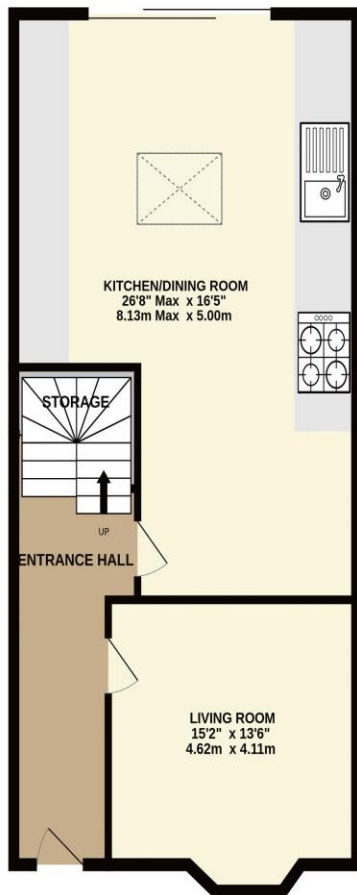 KITCHEN/DINING ROOM
26'8" Max x 16'5"
8.13m Max x 5.00m
STORAGE
UP
ENTRANCE HALL
LIVING ROOM
15'2" x 13'6"
4.62m x 4.11m